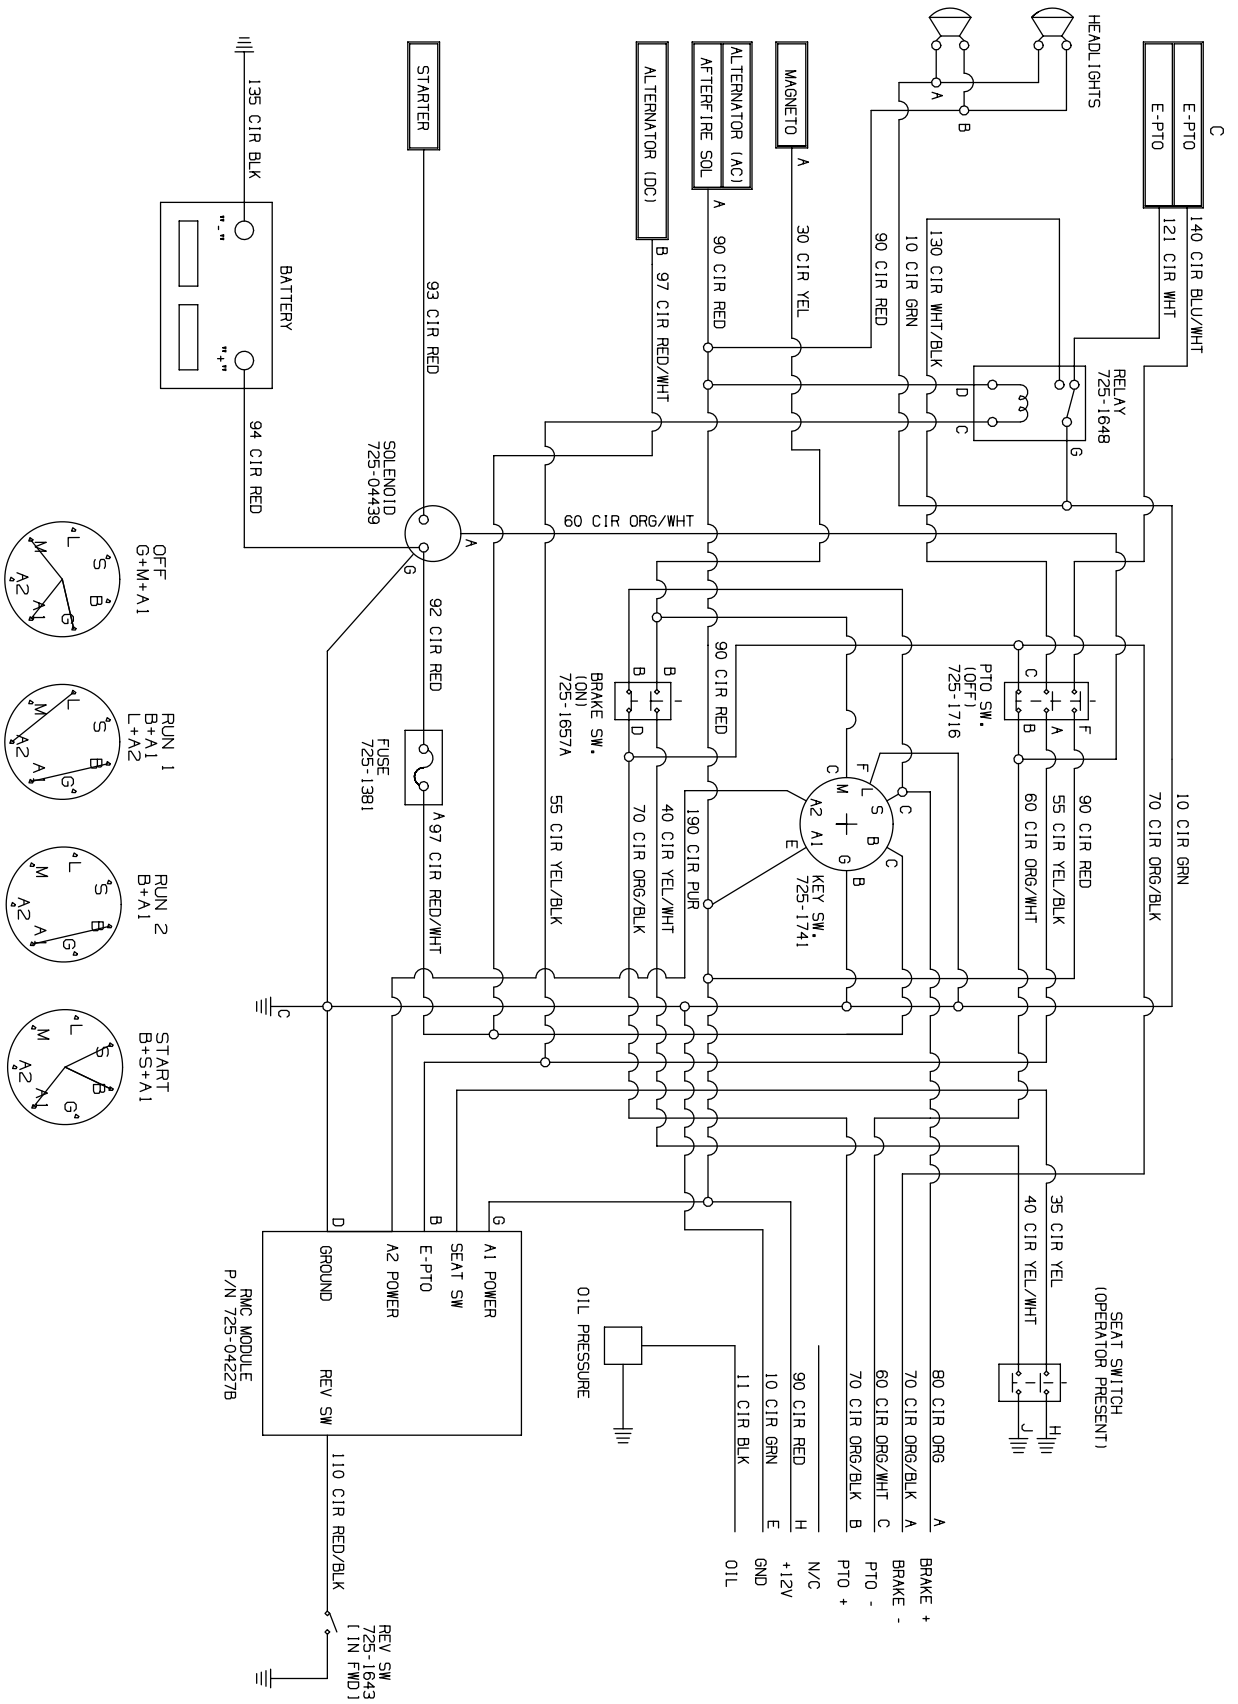 C
E-PTO
E-PTO
140 CIR BLU/WHT
121 CIR WHT
HEADLIGHTS
A
B
MAGNETO
A
30 CIR YEL
ALTERNATOR (AC)
AFTERFIRE SOL
A
90 CIR RED
ALTERNATOR (DC)
B
97 CIR RED/WHT
90 CIR RED
10 CIR GRN
130 CIR WHT/BLK
RELAY
725-1648
D
C
G
STARTER
93 CIR RED
135 CIR BLK
BATTERY
"-"
"+"
94 CIR RED
SOLENOID
725-04439
A
G
60 CIR ORG/WHT
92 CIR RED
FUSE
725-1381
A
97 CIR RED/WHT
BRAKE SW.
(ON)
725-1657A
B
B
D
90 CIR RED
PTO SW.
(OFF)
725-1716
C
F
A
B
KEY SW.
725-1741
C
F
C
C
E
B
M
L
S
B
G
A1
A2
10 CIR GRN
70 CIR ORG/BLK
90 CIR RED
55 CIR YEL/BLK
60 CIR ORG/WHT
190 CIR PUR
40 CIR YEL/WHT
70 CIR ORG/BLK
55 CIR YEL/BLK
C
OFF
G+M+A1
L
S
B
G
A1
A2
M
RUN 1
B+A1
L+A2
L
S
B
G
A1
A2
M
RUN 2
B+A1
L
S
B
G
A1
A2
M
START
B+S+A1
L
S
B
G
A1
A2
M
G
B
D
A1 POWER
SEAT SW
E-PTO
A2 POWER
GROUND
REV SW
RMC MODULE
P/N 725-04227B
110 CIR RED/BLK
REV SW
725-1643
[ IN FWD]
OIL PRESSURE
35 CIR YEL
40 CIR YEL/WHT
SEAT SWITCH
(OPERATOR PRESENT)
H
J
80 CIR ORG A BRAKE +
70 CIR ORG/BLK A BRAKE -
60 CIR ORG/WHT C PTO -
70 CIR ORG/BLK B PTO +
N/C
90 CIR RED H +12V
10 CIR GRN E GND
11 CIR BLK OIL